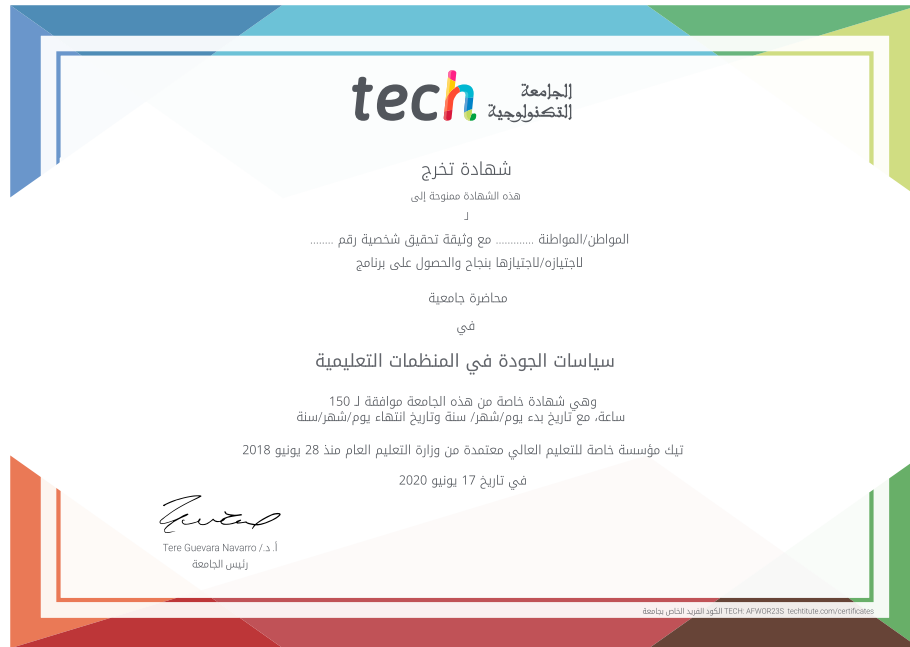 tech الجامعة
التكنولوجية
شهادة تخرج
هذه الشهادة ممنوحة إلى
لـ
المواطن/المواطنة ............. مع وثيقة تحقيق شخصية رقم ........
لاجتيازه/لاجتيازها بنجاح والحصول على برنامج
محاضرة جامعية
في
سياسات الجودة في المنظمات التعليمية
وهي شهادة خاصة من هذه الجامعة موافقة لـ 150
ساعة، مع تاريخ بدء يوم/شهر/ سنة وتاريخ انتهاء يوم/شهر/سنة
تيك مؤسسة خاصة للتعليم العالي معتمدة من وزارة التعليم العام منذ 28 يونيو 2018
في تاريخ 17 يونيو 2020
أ. د./ Tere Guevara Navarro
رئيس الجامعة
الكود الفريد الخاص بجامعة TECH: AFWOR23S techtitute.com/certificates